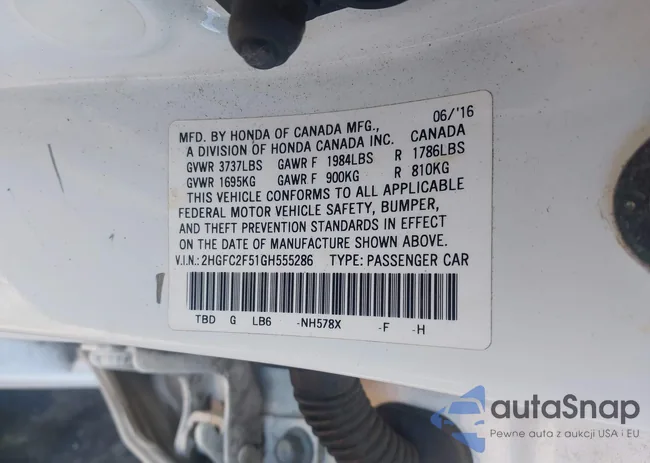 06/'16
MFD. BY HONDA OF CANADA MFG.,
A DIVISION OF HONDA CANADA INC. CANADA
GVWR 3737LBS GAWR F 1984LBS R 1786LBS
GVWR 1695KG GAWR F 900KG R 810KG
THIS VEHICLE CONFORMS TO ALL APPLICABLE
FEDERAL MOTOR VEHICLE SAFETY, BUMPER,
AND THEFT PREVENTION STANDARDS IN EFFECT
ON THE DATE OF MANUFACTURE SHOWN ABOVE.
V.I.N.: 2HGFC2F51GH555286 TYPE: PASSENGER CAR
TBD G LB6 -NH578X -F -H
autaSnap
Pewne auta z aukcji USA i EU